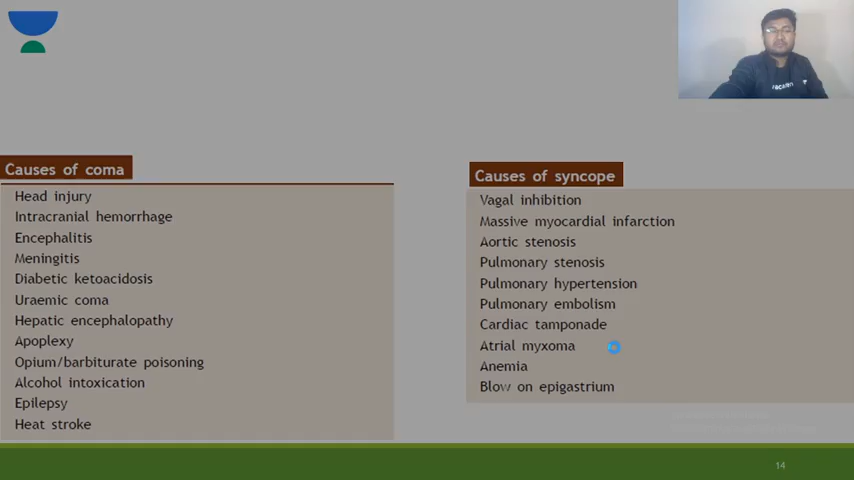 Causes of coma
Head injury
Intracranial hemorrhage
Encephalitis
Meningitis
Diabetic ketoacidosis
Uraemic coma
Hepatic encephalopathy
Apoplexy
Opium/barbiturate poisoning
Alcohol intoxication
Epilepsy
Heat stroke
Causes of syncope
Vagal inhibition
Massive myocardial infarction
Aortic stenosis
Pulmonary stenosis
Pulmonary hypertension
Pulmonary embolism
Cardiac tamponade
Atrial myxoma
Anemia
Blow on epigastrium
14